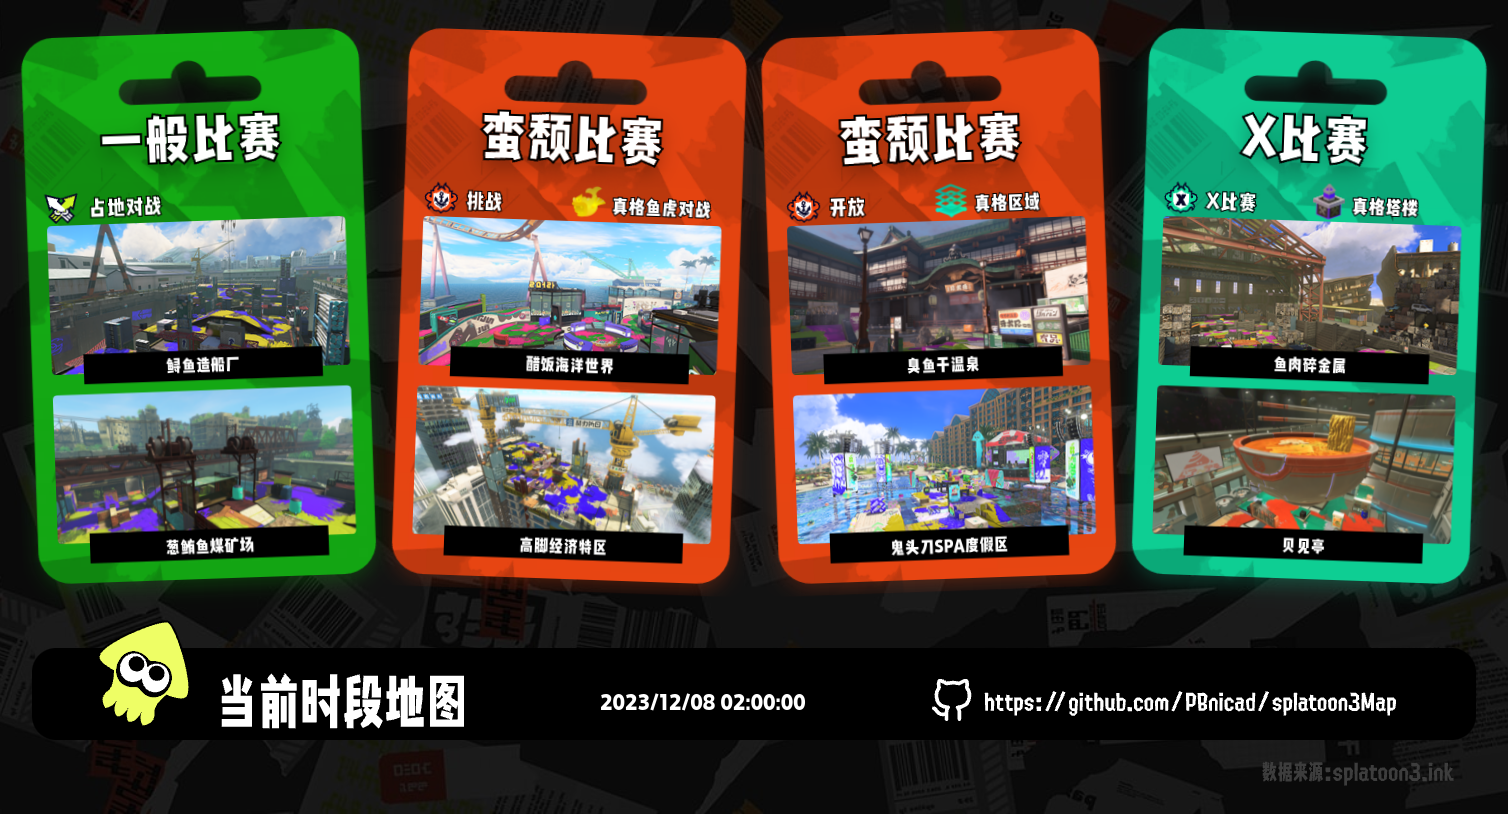 一般比赛
占地对战
鲟鱼造船厂
葱鲔鱼煤矿场
蛮颓比赛
挑战
真格鱼虎对战
醋饭海洋世界
高脚经济特区
蛮颓比赛
开放
真格区域
臭鱼干温泉
鬼头刀SPA度假区
X比赛
X比赛
真格塔楼
鱼肉碎金属
贝见亭
当前时段地图
2023/12/08 02:00:00
https://github.com/PBnicad/splatoon3Map
数据来源:splatoon3.ink